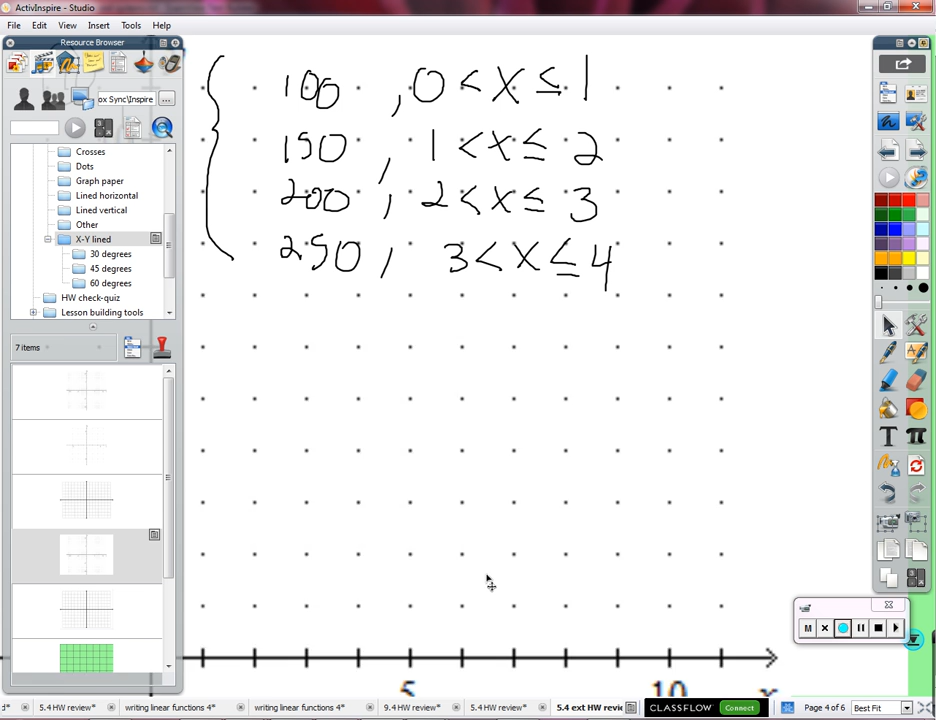 ActivInspire - Studio
File Edit View Insert Tools Help
Resource Browser
ox Sync\Inspire ...
Crosses
Dots
Graph paper
Lined horizontal
Lined vertical
Other
X-Y lined
30 degrees
45 degrees
60 degrees
HW check-quiz
Lesson building tools
7 items
100 , 0 < x ≤ 1
150 , 1 < x ≤ 2
200 , 2 < x ≤ 3
250 , 3 < x ≤ 4
5 10 x
M
d* 5.4 HW review* writing linear functions 4* writing linear functions 4* 9.4 HW review* 5.4 HW review* 5.4 ext HW revie CLASSFLOW Connect Page 4 of 6 Best Fit